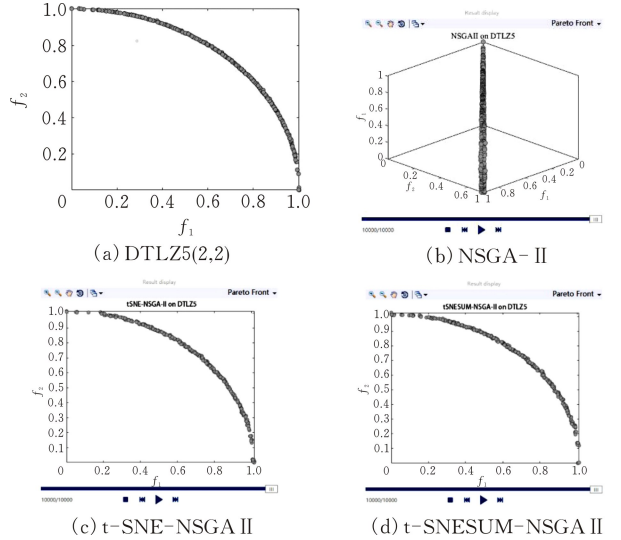 1.0
0.8
0.6
0.4
0.2
f₂
0 0.2 0.4 0.6 0.8 1.0
f₁
(a) DTLZ5(2,2)
Result display
Pareto Front
NSGAII on DTLZ5
1
0.8
0.6
0.4
0.2
0
f₃
0 0.2 0.4 0.6 1
f₂
1 0.8 0.6 0.4 0.2 0
f₁
10000/10000
(b) NSGA-Ⅱ
Result display
Pareto Front
tSNE-NSGA-II on DTLZ5
1.0
0.9
0.8
0.7
0.6
0.5
0.4
0.3
0.2
0.1
f₂
0 0.2 0.4 0.6 0.8 1.0
f₁
10000/10000
(c) t-SNE-NSGAⅡ
Result display
Pareto Front
tSNESUM-NSGA-II on DTLZ5
1.0
0.9
0.8
0.7
0.6
0.5
0.4
0.3
0.2
0.1
f₂
0 0.2 0.4 0.6 0.8 1.0
f₁
10000/10000
(d) t-SNESUM-NSGAⅡ